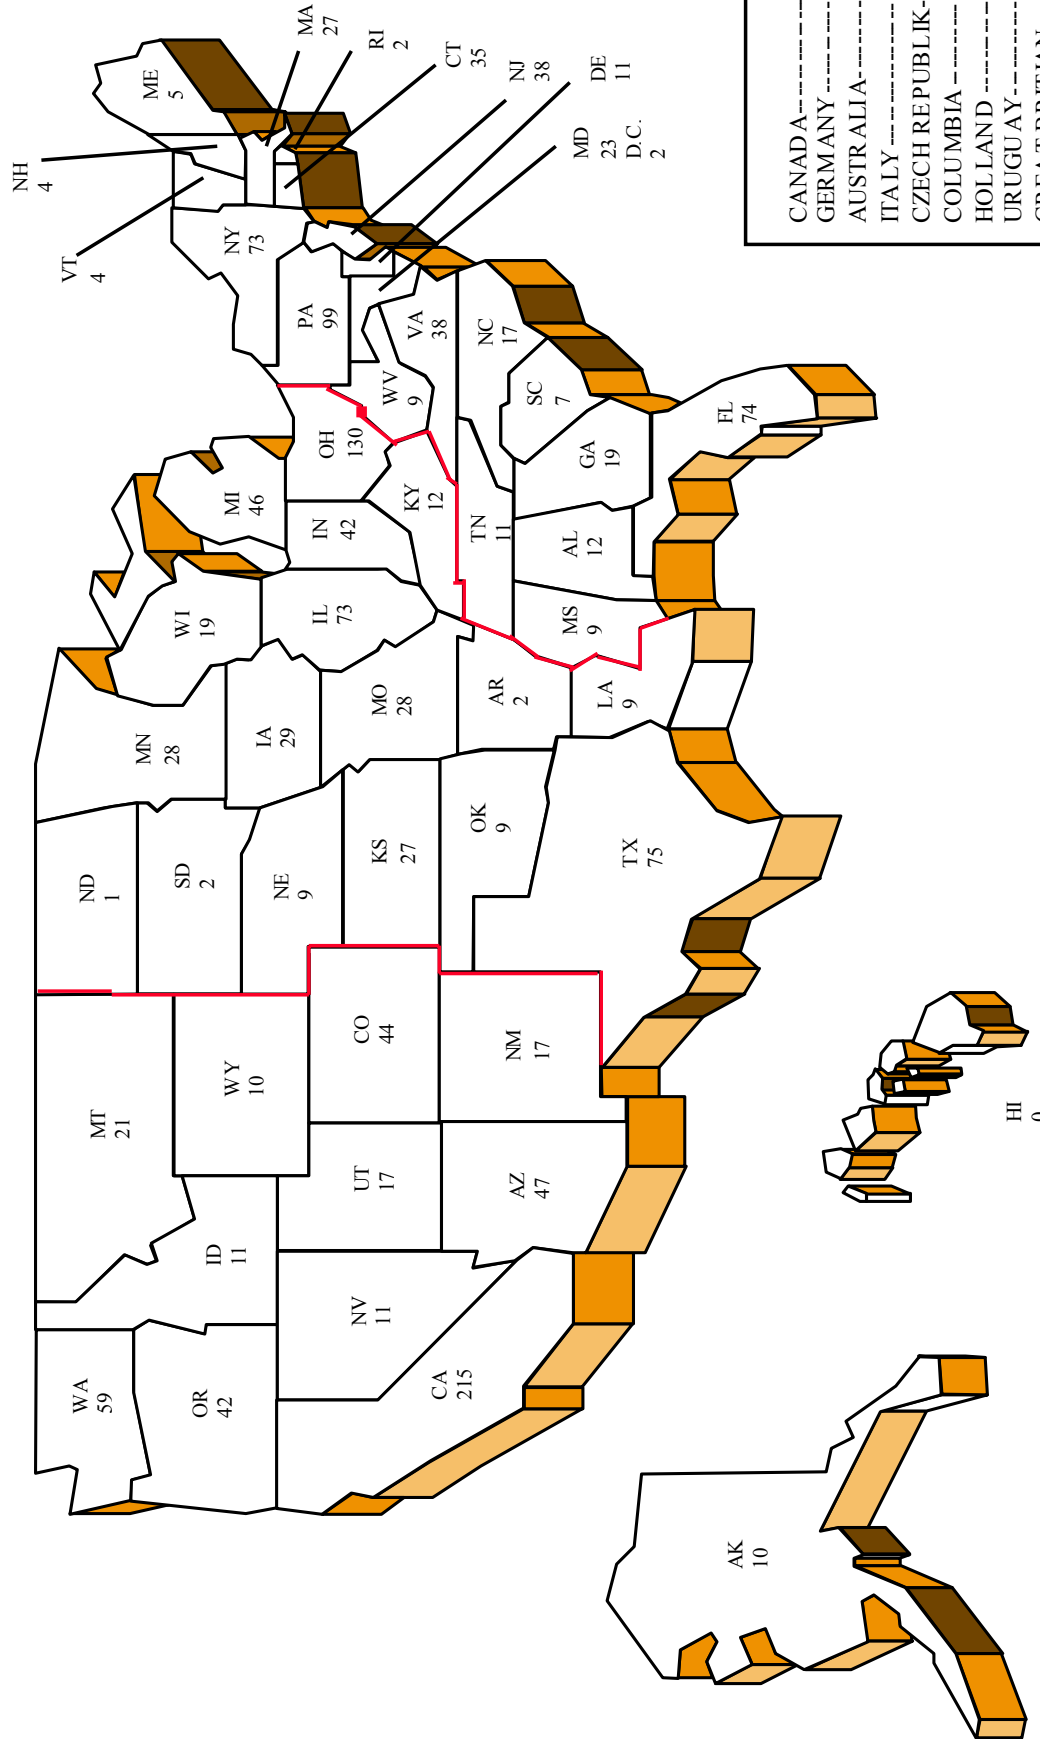 MA
27
RI
2
ME
5
CT
35
NJ
38
DE
11
MD
23
D.C.
2
NH
4
VT
4
NY
73
PA
99
VA
38
WV
9
NC
17
SC
7
GA
19
FL
74
OH
130
MI
46
IN
42
KY
12
TN
11
AL
12
MS
9
WI
19
IL
73
MN
28
IA
29
MO
28
AR
2
LA
9
ND
1
SD
2
NE
9
KS
27
OK
9
TX
75
MT
21
WY
10
CO
44
NM
17
ID
11
UT
17
AZ
47
WA
59
OR
42
NV
11
CA
215
AK
10
HI
CANADA
GERMANY
AUSTRALIA
ITALY
CZECH REPUBLIK
COLUMBIA
HOLLAND
URUGUAY